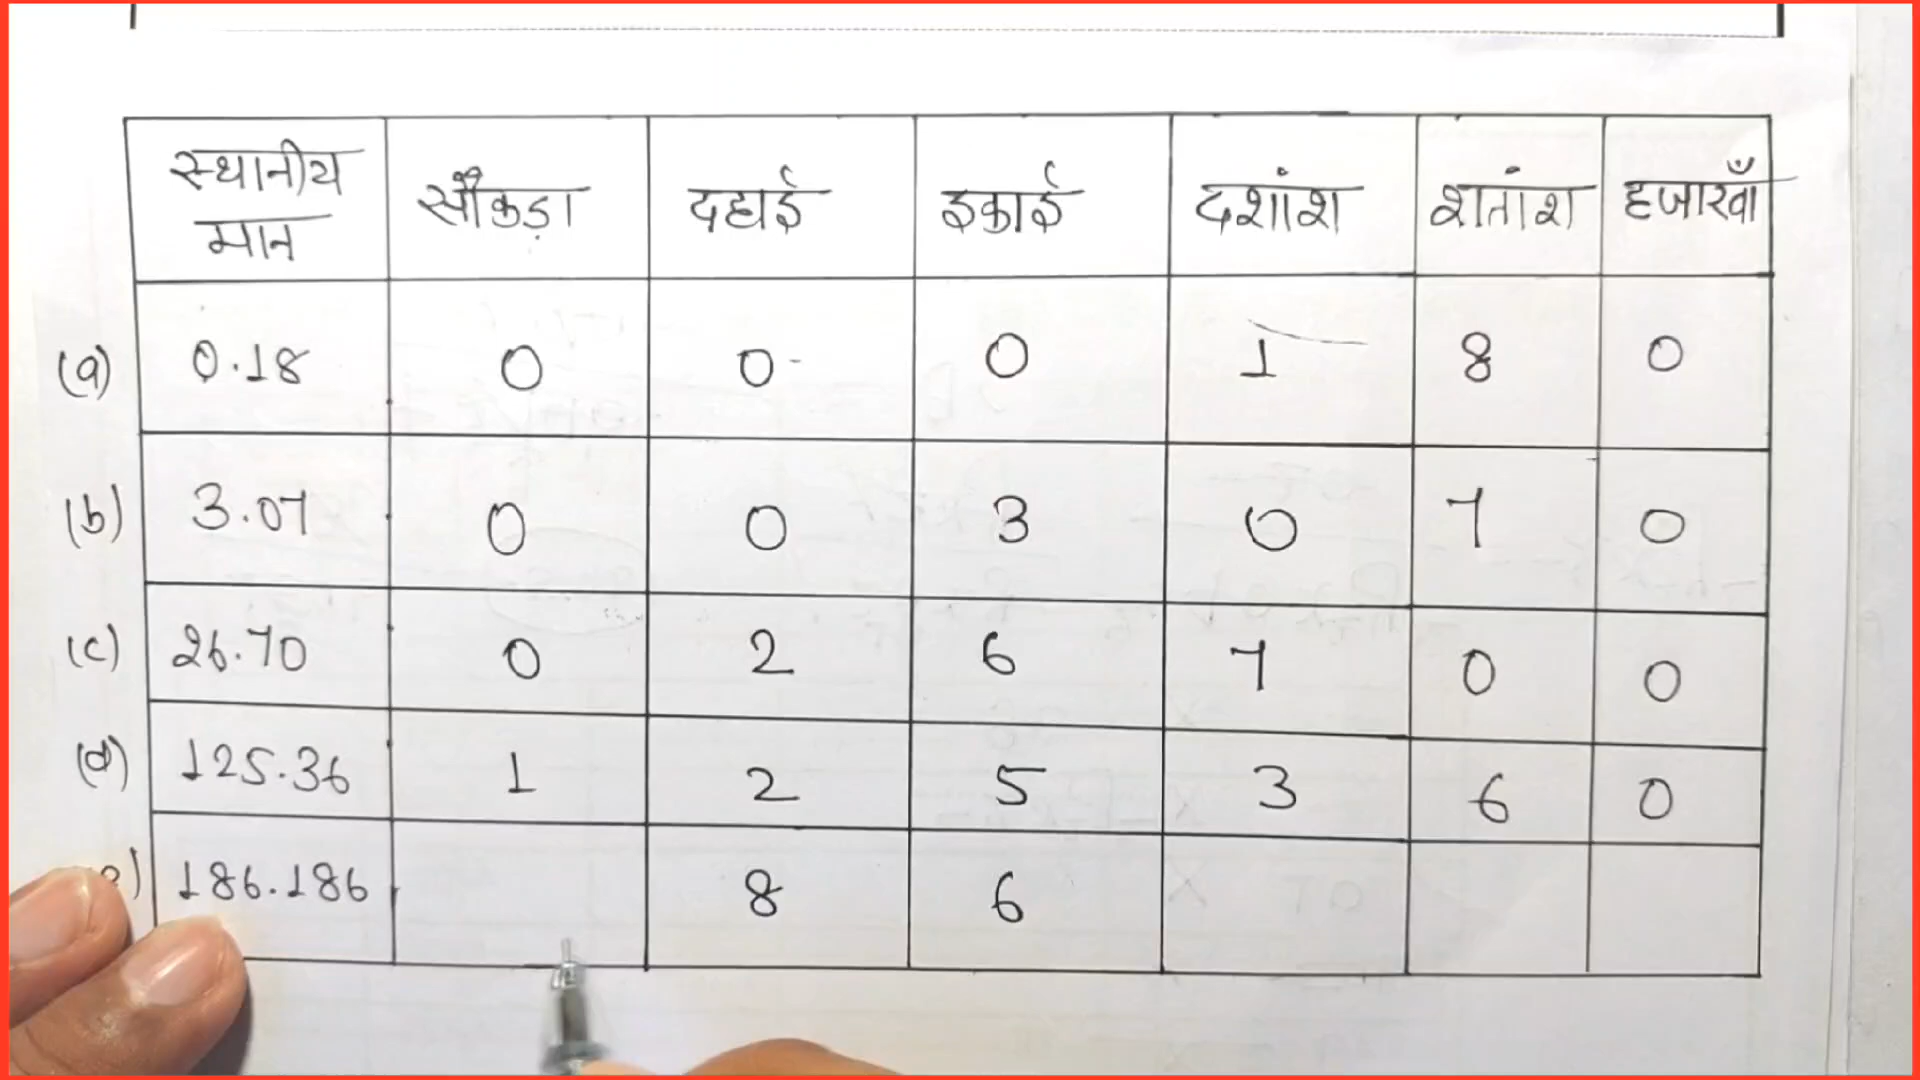 स्थानीय मान सौकड़ा दहाई इकाई दशांश शतांश हजारवाँ
(a) 0.18 0 0 0 1 8 0
(b) 3.07 0 0 3 0 7 0
(c) 26.70 0 2 6 7 0 0
(d) 125.36 1 2 5 3 6 0
186.186 8 6